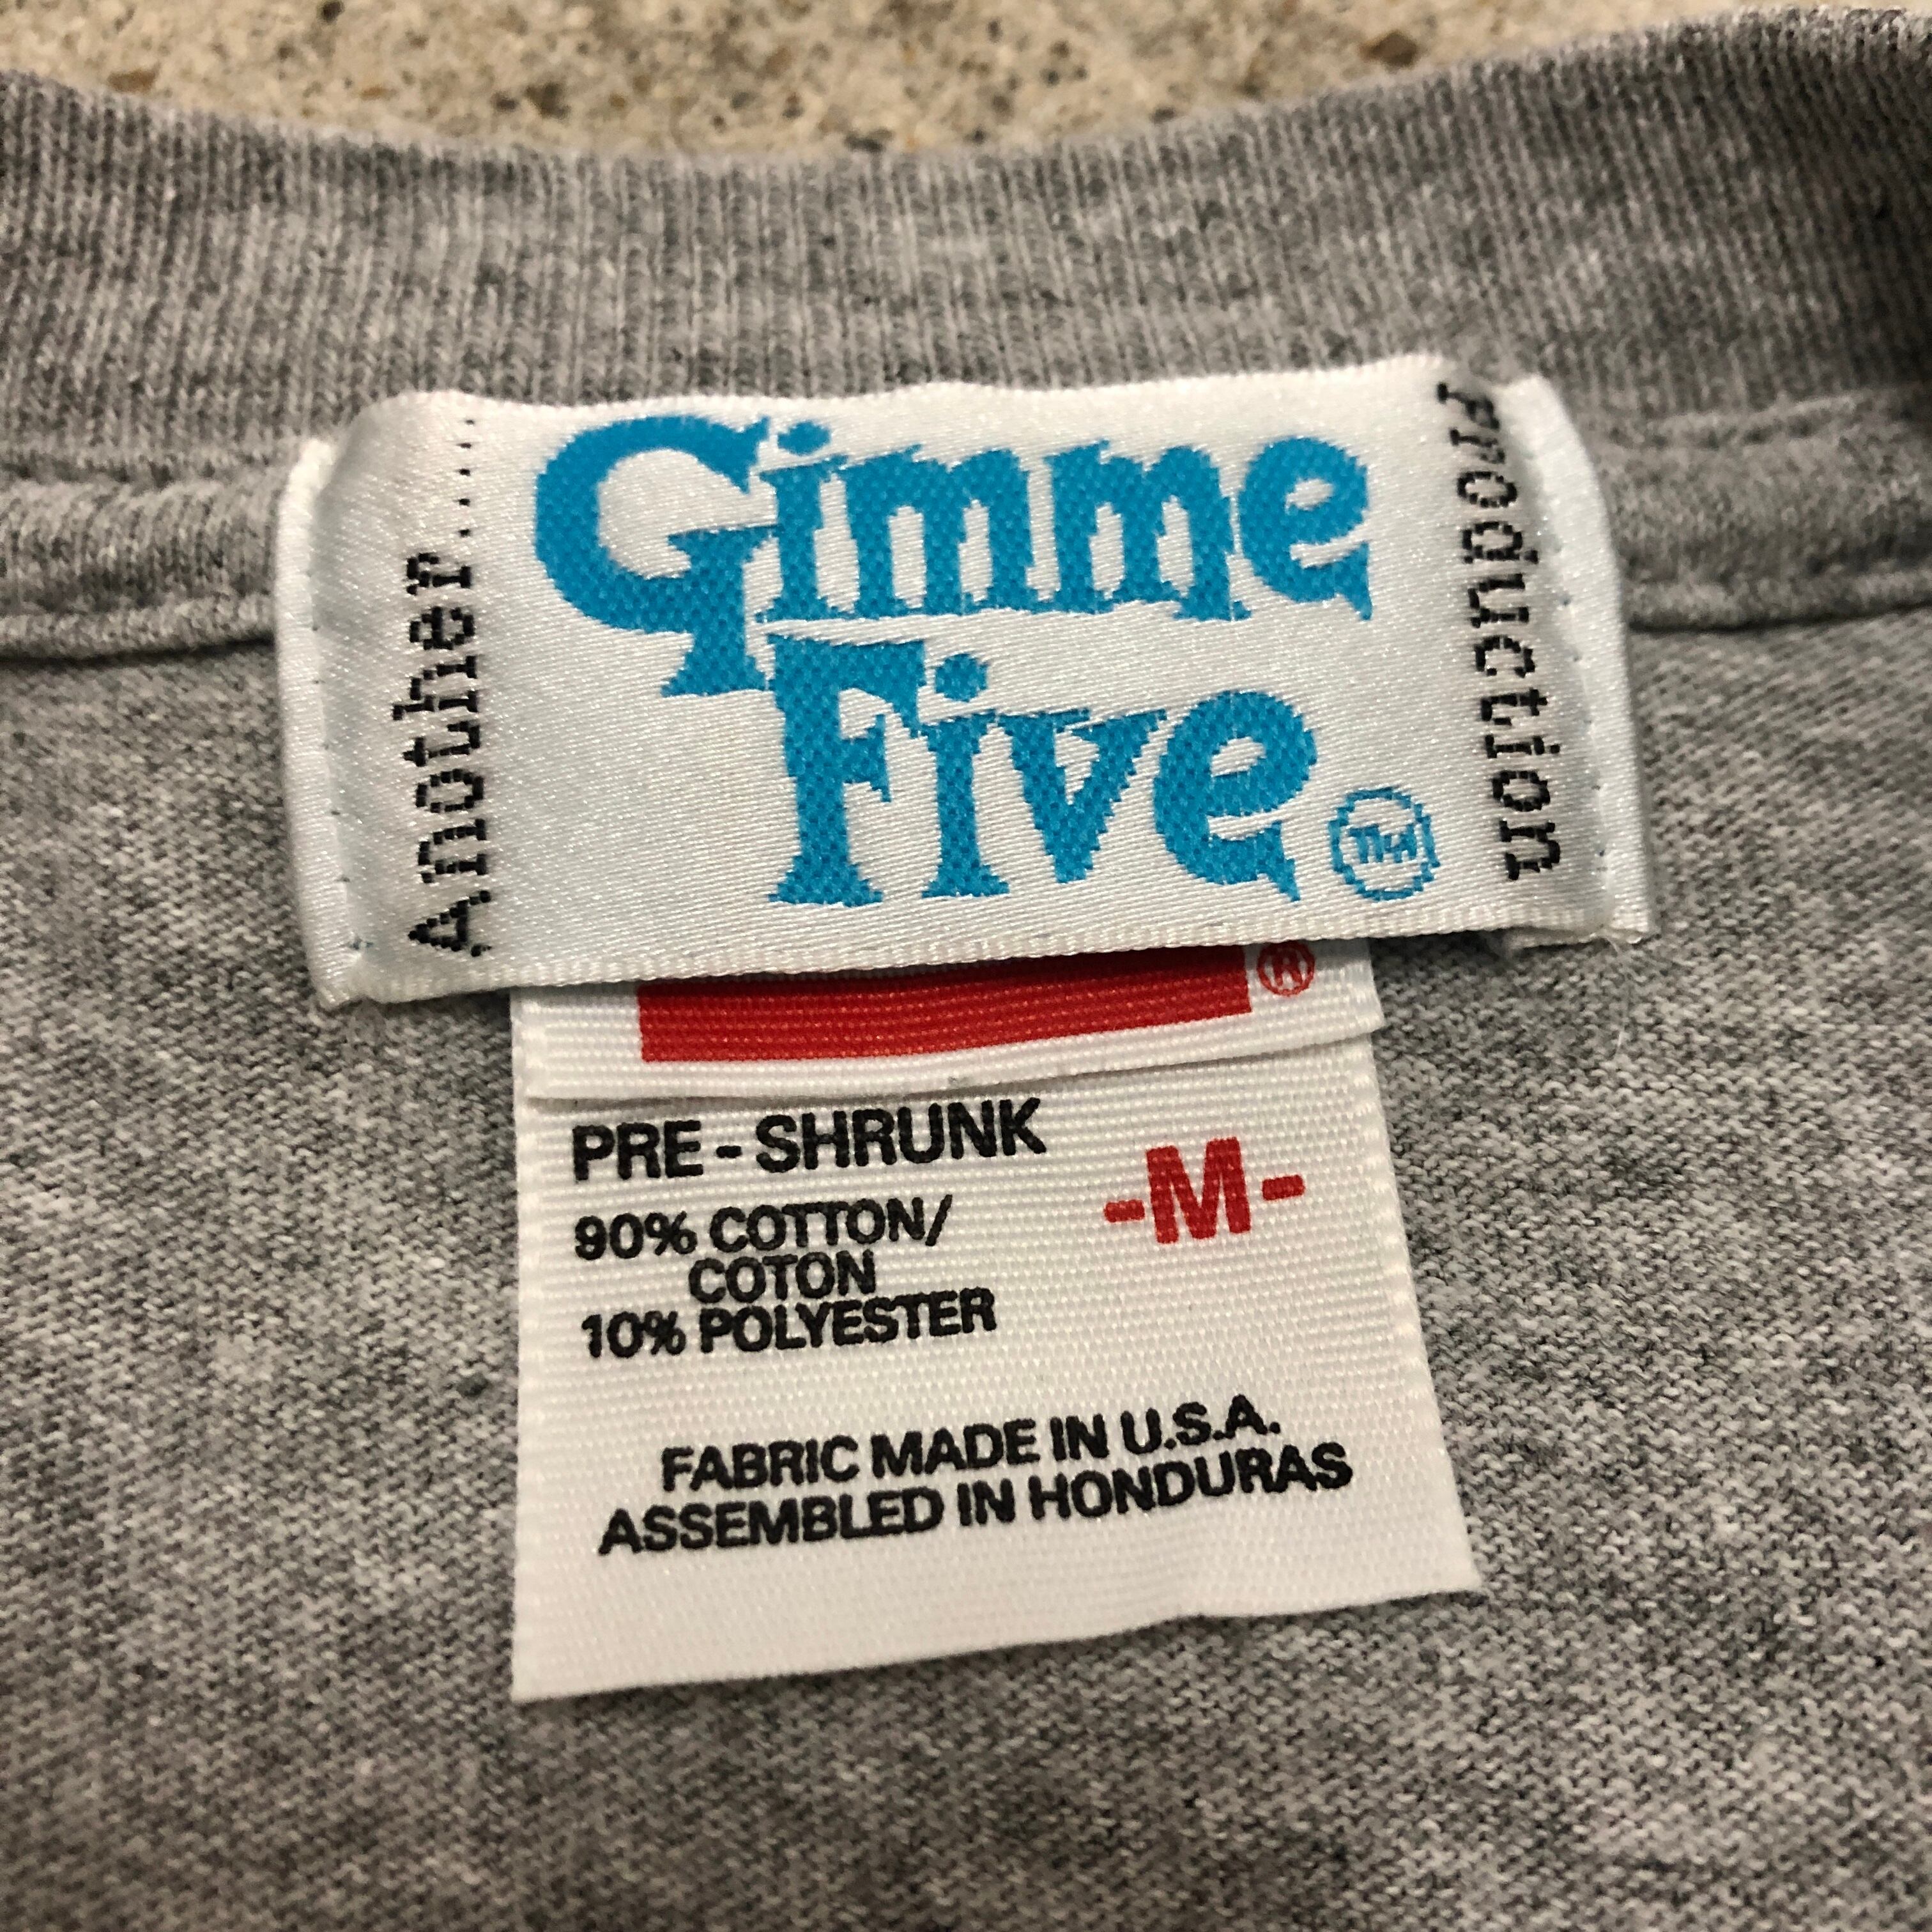 Another.....
Gimme
Five
TM
Production
®
PRE-SHRUNK
-M-
90% COTTON/
COTON
10% POLYESTER
FABRIC MADE IN U.S.A.
ASSEMBLED IN HONDURAS